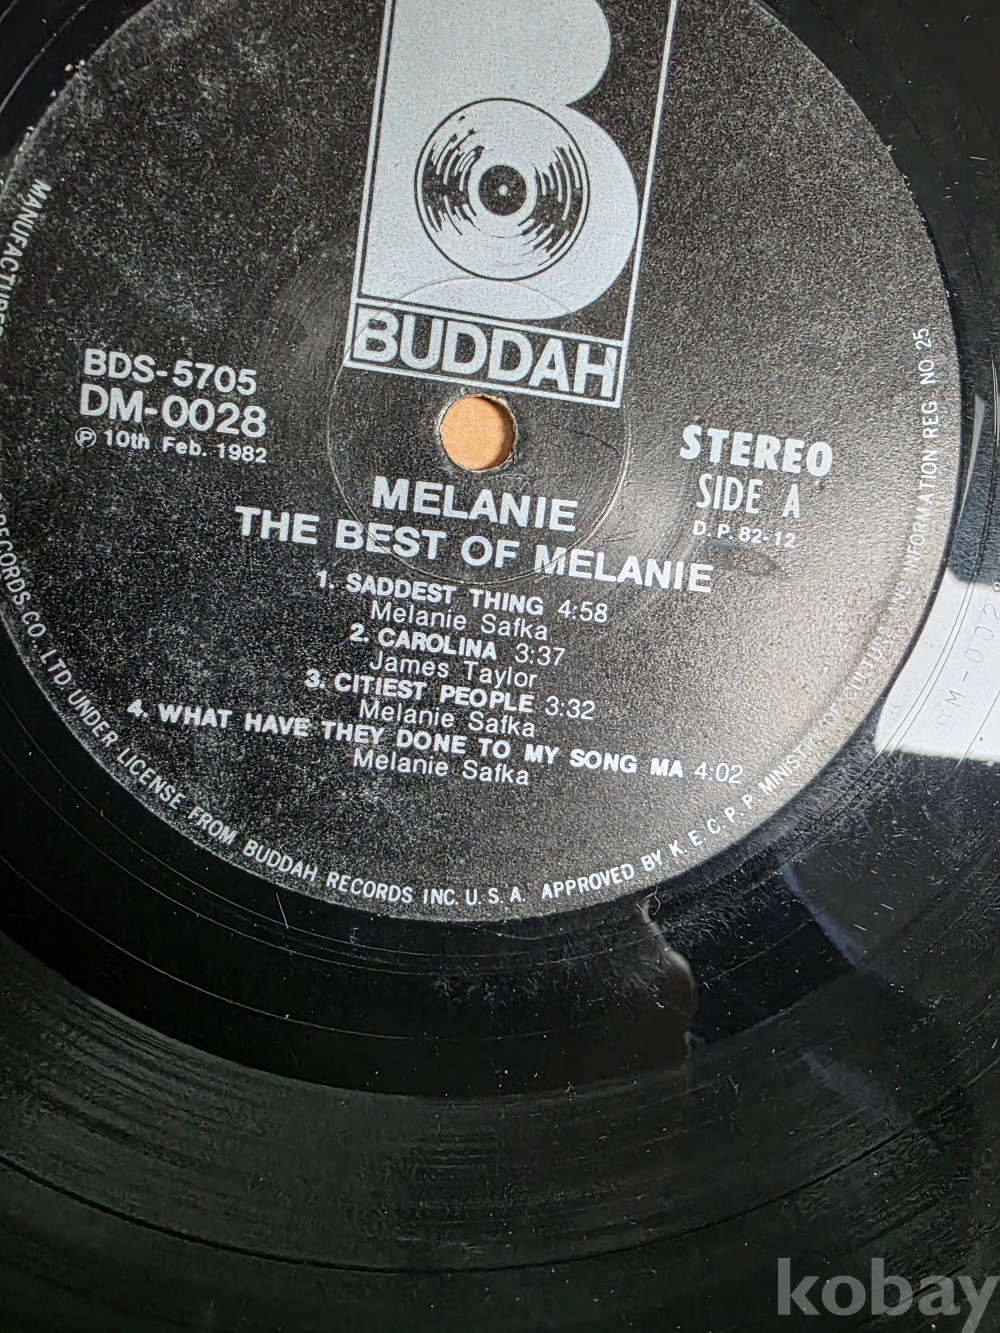 BUDDAH
BDS-5705
DM-0028
Ⓟ 10th Feb. 1982
STEREO
SIDE A
D.P. 82-12
MELANIE
THE BEST OF MELANIE
1. SADDEST THING 4:58
Melanie Safka
2. CAROLINA 3:37
James Taylor
3. CITIEST PEOPLE 3:32
Melanie Safka
4. WHAT HAVE THEY DONE TO MY SONG MA 4:02
Melanie Safka
RECORDS CO., LTD UNDER LICENSE FROM BUDDAH RECORDS INC. U. S. A. APPROVED BY K. E. C. P. P. MINISTRY OF CULTURE AND INFORMATION REG NO 25
DM-0028
kobay